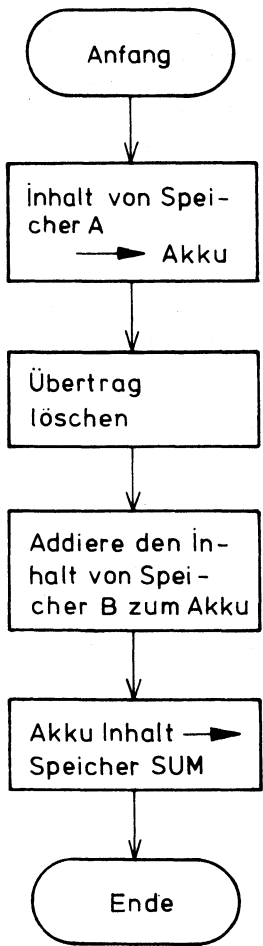 Anfang
Inhalt von Spei-
cher A
→ Akku
Übertrag
löschen
Addiere den In-
halt von Spei-
cher B zum Akku
Akku Inhalt →
Speicher SUM
Ende